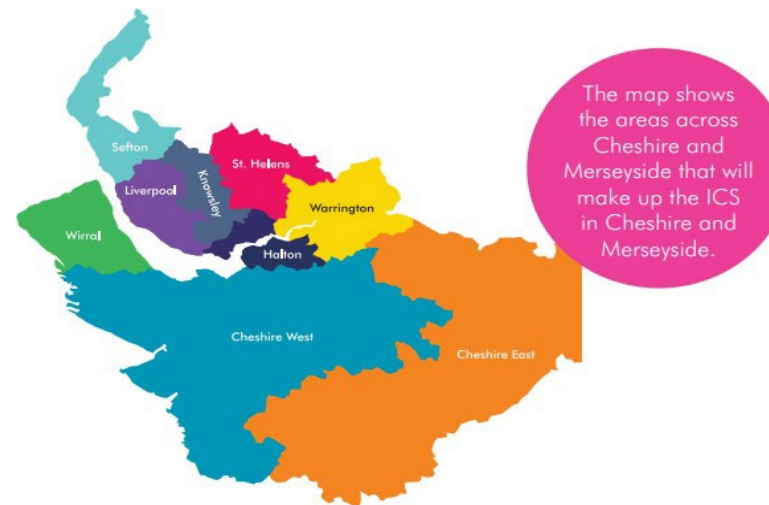 Sefton
Liverpool
Knowsley
St. Helens
Warrington
Wirral
Halton
Cheshire West
Cheshire East
The map shows
the areas across
Cheshire and
Merseyside that will
make up the ICS
in Cheshire and
Merseyside.